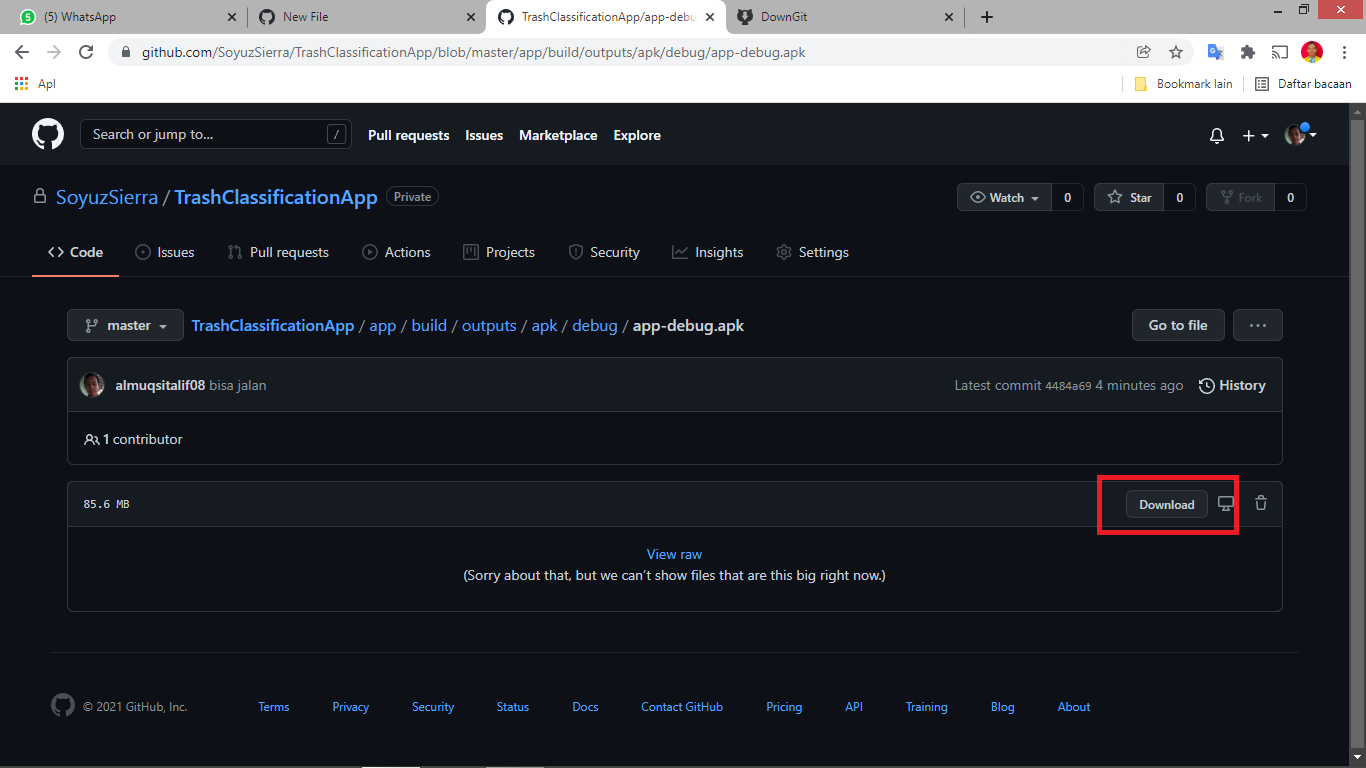 5 (5) WhatsApp
New File
TrashClassificationApp/app-debu
DownGit
github.com/SoyuzSierra/TrashClassificationApp/blob/master/app/build/outputs/apk/debug/app-debug.apk
Apl
Bookmark lain
Daftar bacaan
Search or jump to... /
Pull requests Issues Marketplace Explore
SoyuzSierra / TrashClassificationApp Private
Watch 0 Star 0 Fork 0
Code Issues Pull requests Actions Projects Security Insights Settings
master TrashClassificationApp / app / build / outputs / apk / debug / app-debug.apk Go to file ...
almuqsitalif08 bisa jalan Latest commit 4484a69 4 minutes ago History
1 contributor
85.6 MB Download
View raw
(Sorry about that, but we can’t show files that are this big right now.)
© 2021 GitHub, Inc. Terms Privacy Security Status Docs Contact GitHub Pricing API Training Blog About